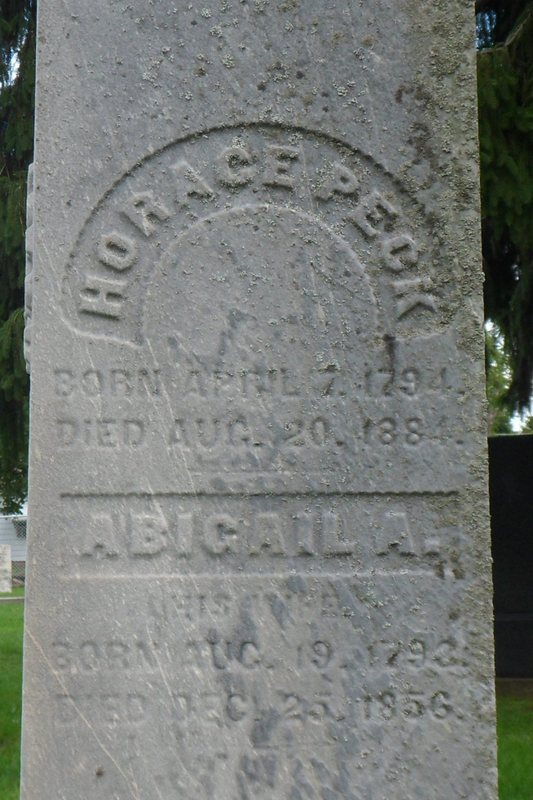 HORACE PECK
BORN APRIL 7, 1794.
DIED AUG. 20, 1884.
ABIGAIL A.
HIS WIFE.
BORN AUG. 19, 1793.
DIED DEC. 25, 1856.